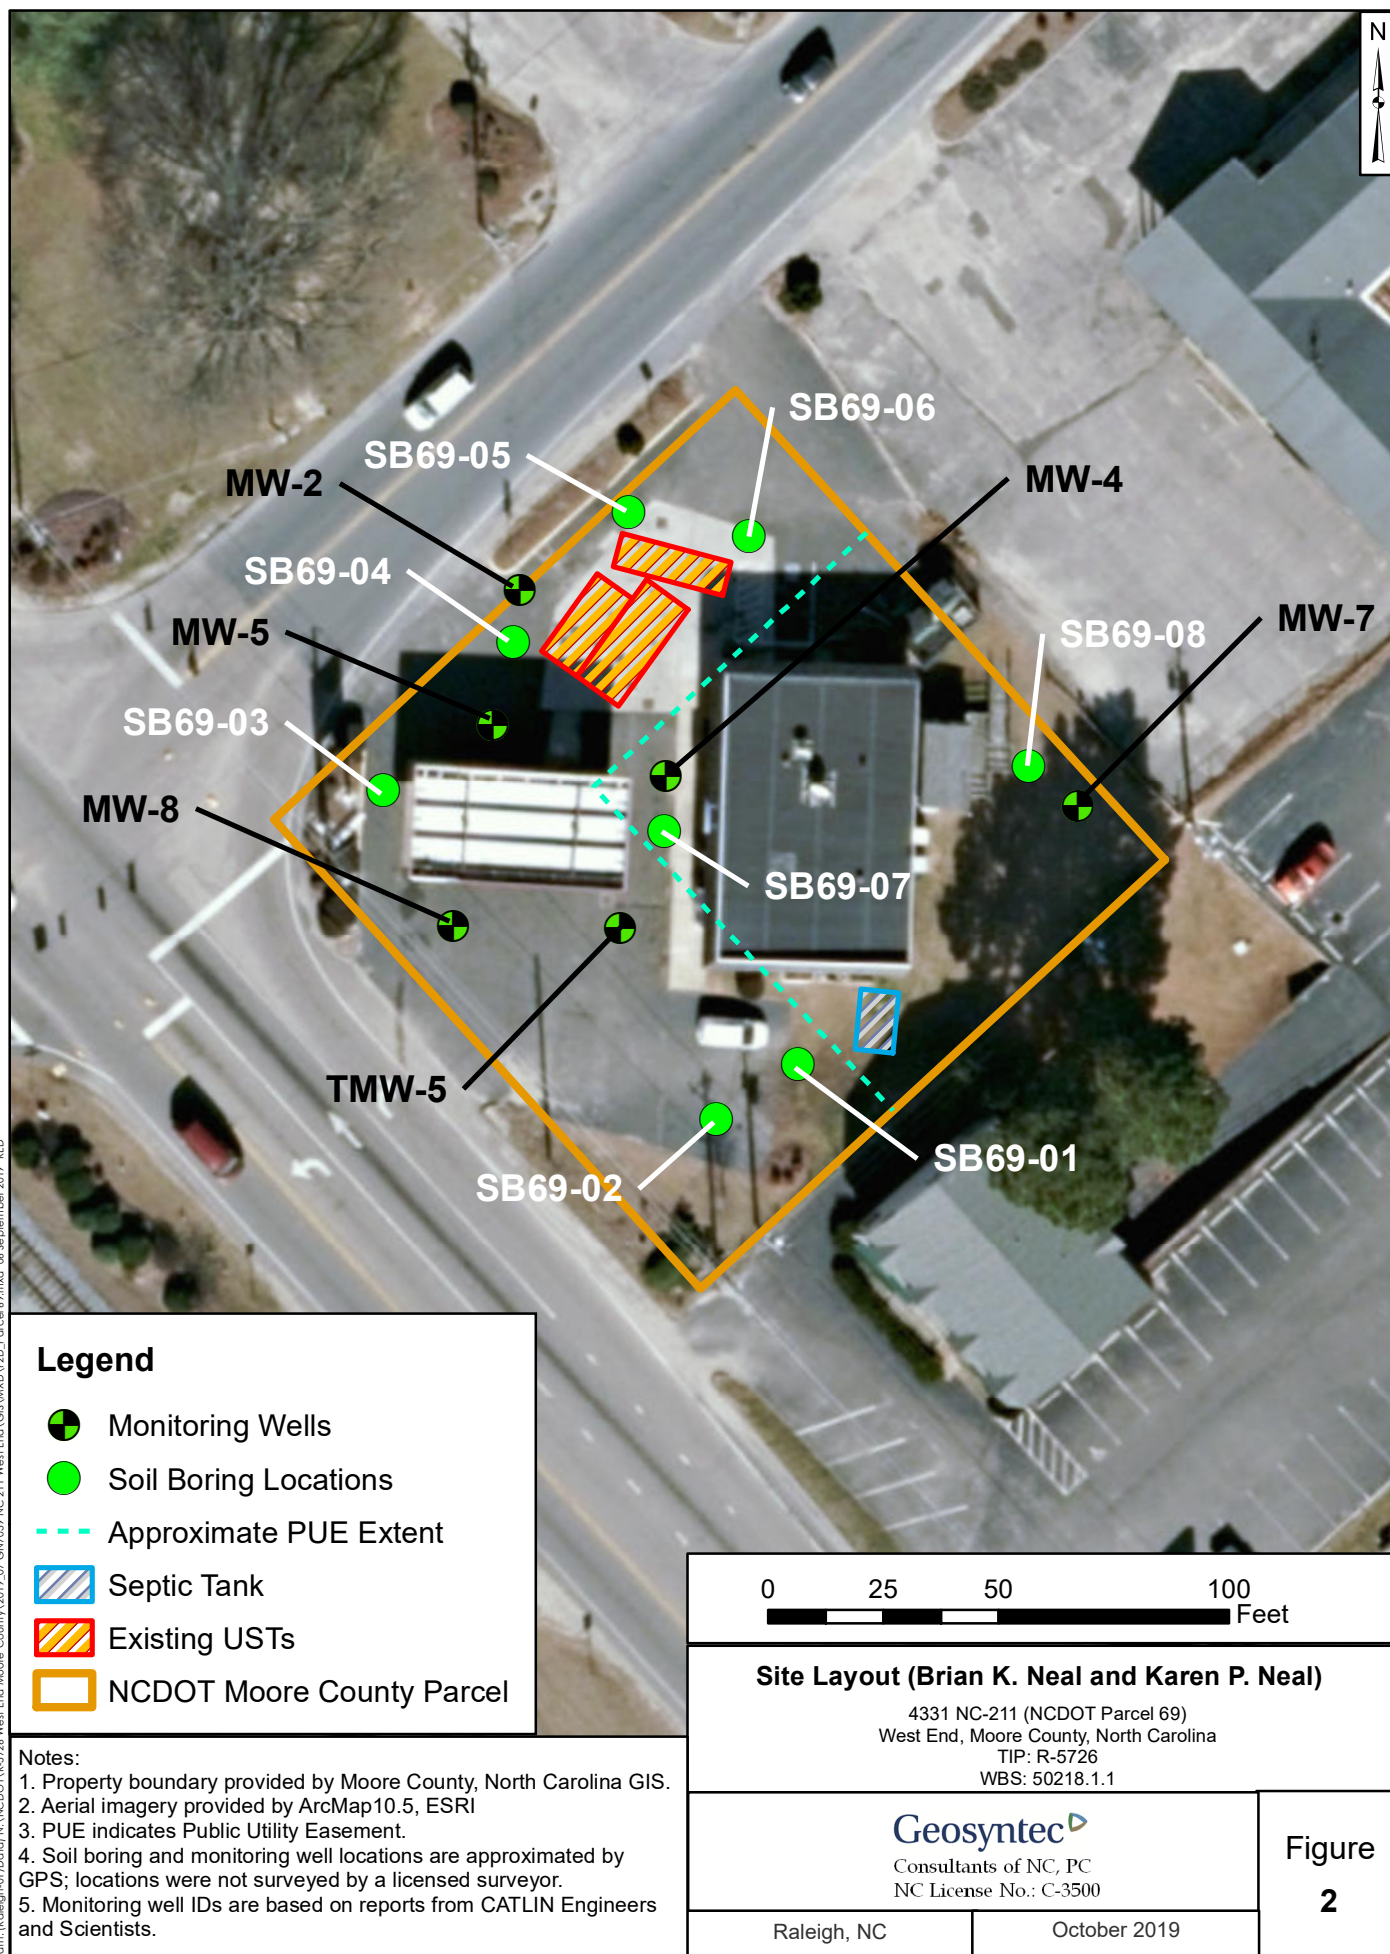 N
SB69-06
SB69-05
MW-2
MW-4
SB69-04
MW-5
SB69-08
MW-7
SB69-03
MW-8
SB69-07
TMW-5
SB69-01
SB69-02
Legend
Monitoring Wells
Soil Boring Locations
Approximate PUE Extent
Septic Tank
Existing USTs
NCDOT Moore County Parcel
0 25 50 100
Feet
Site Layout (Brian K. Neal and Karen P. Neal)
4331 NC-211 (NCDOT Parcel 69)
West End, Moore County, North Carolina
TIP: R-5726
WBS: 50218.1.1
Notes:
1. Property boundary provided by Moore County, North Carolina GIS.
2. Aerial imagery provided by ArcMap10.5, ESRI
3. PUE indicates Public Utility Easement.
4. Soil boring and monitoring well locations are approximated by
GPS; locations were not surveyed by a licensed surveyor.
5. Monitoring well IDs are based on reports from CATLIN Engineers
and Scientists.
Geosyntec
Consultants of NC, PC
NC License No.: C-3500
Figure
2
Raleigh, NC
October 2019